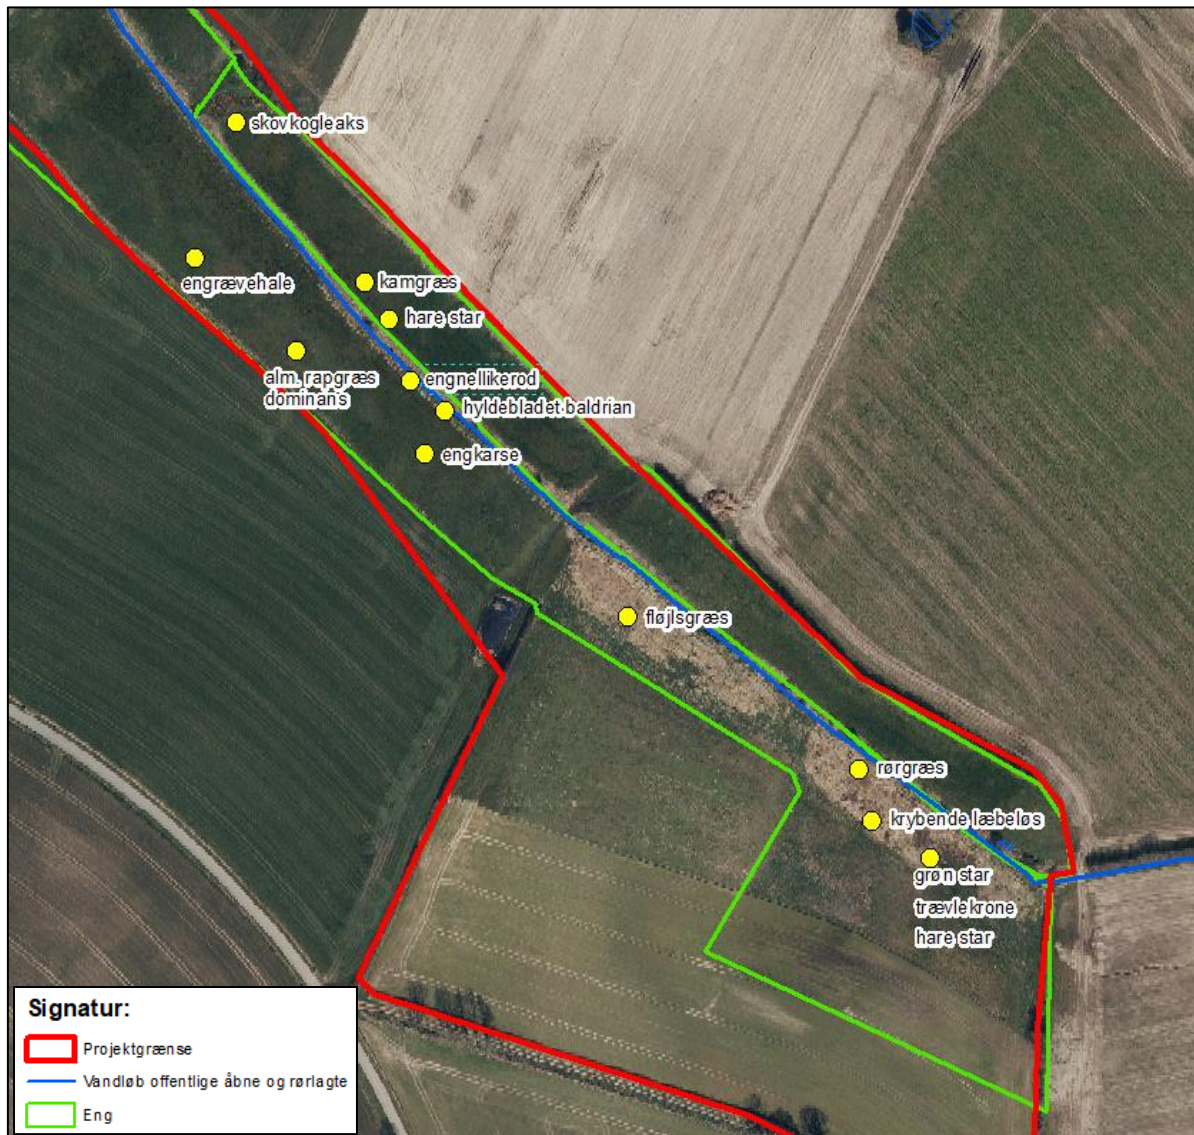 skovkogleaks
engrævehale
kamgræs
hare star
alm. rapgræs
dominans
engnellikerod
hyldebladet baldrian
engkarse
fløjlsgræs
rørgræs
krybende læbeløs
grøn star
trævlekrone
hare star
Signatur:
Projektgrænse
Vandløb offentlige åbne og rørlagte
Eng